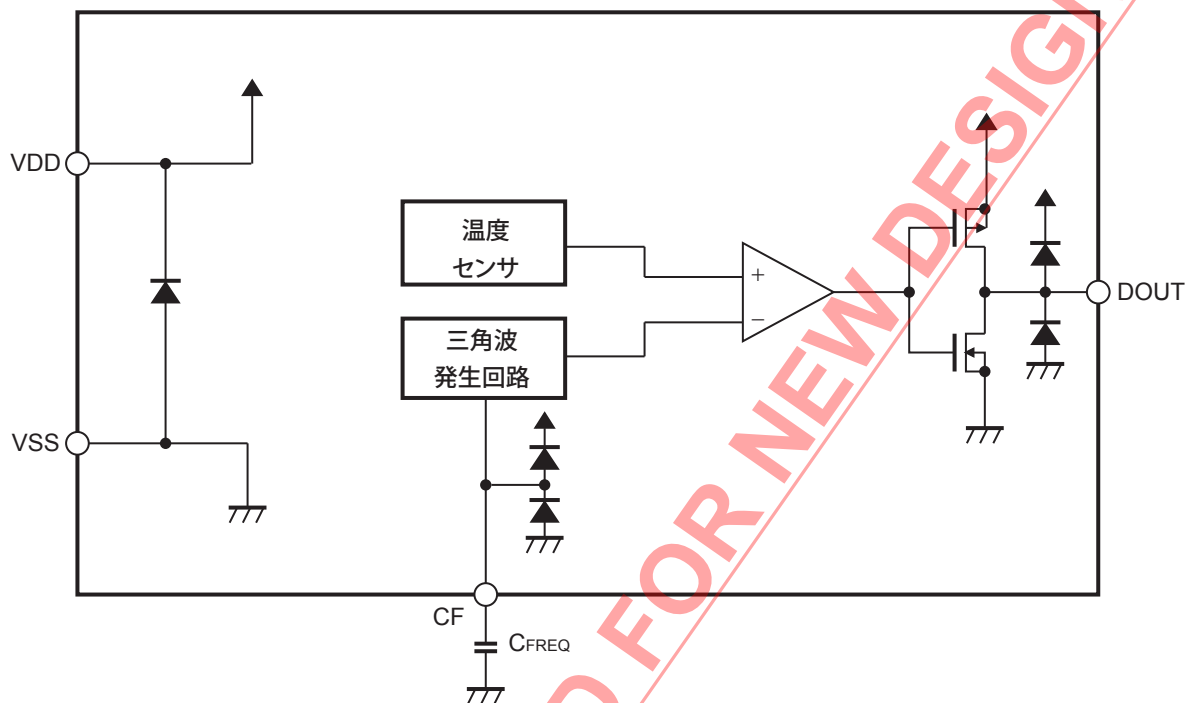 VDD
温度
センサ
+
−
DOUT
三角波
発生回路
VSS
CF
CFREQ
FOR NEW DESIG